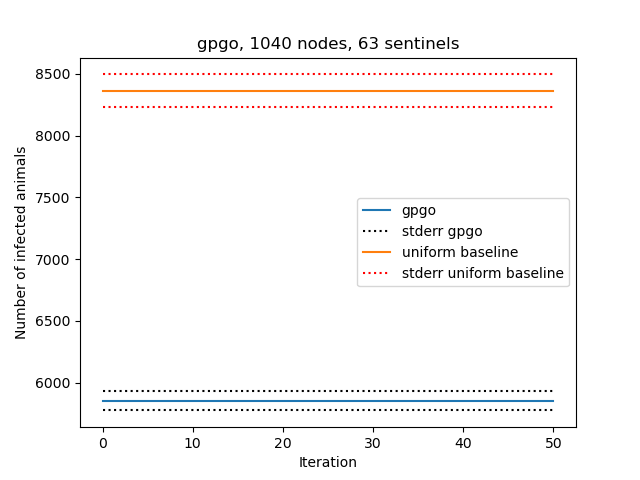 gpgo, 1040 nodes, 63 sentinels
8500
8000
7500
7000
6500
6000
Number of infected animals
gpgo
stderr gpgo
uniform baseline
stderr uniform baseline
0
10
20
30
40
50
Iteration